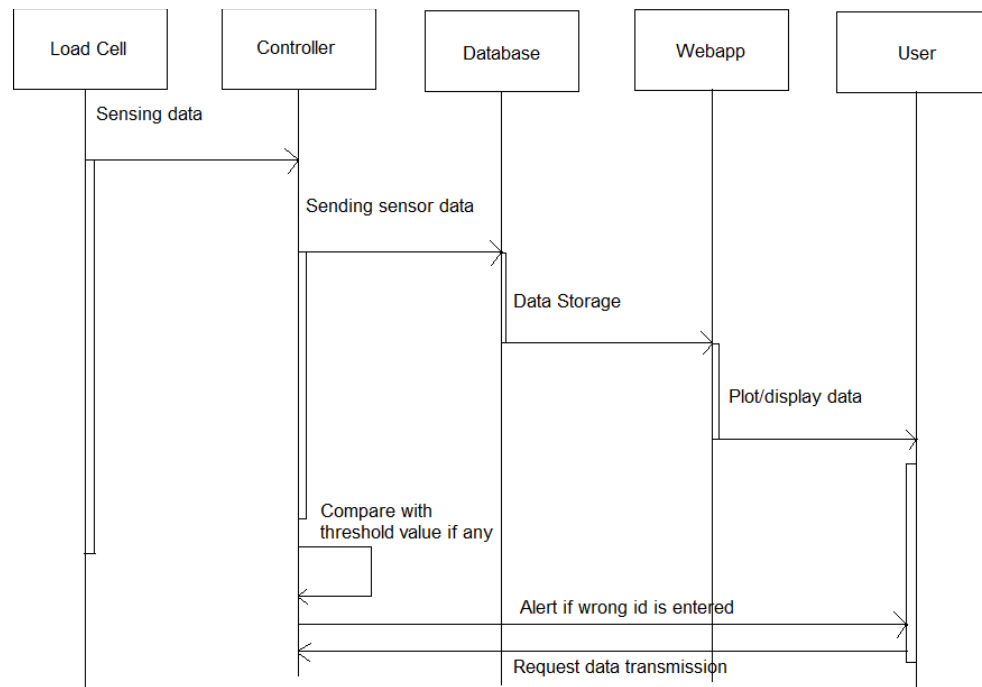 Load Cell
Controller
Database
Webapp
User
Sensing data
Sending sensor data
Data Storage
Plot/display data
Compare with
threshold value if any
Alert if wrong id is entered
Request data transmission